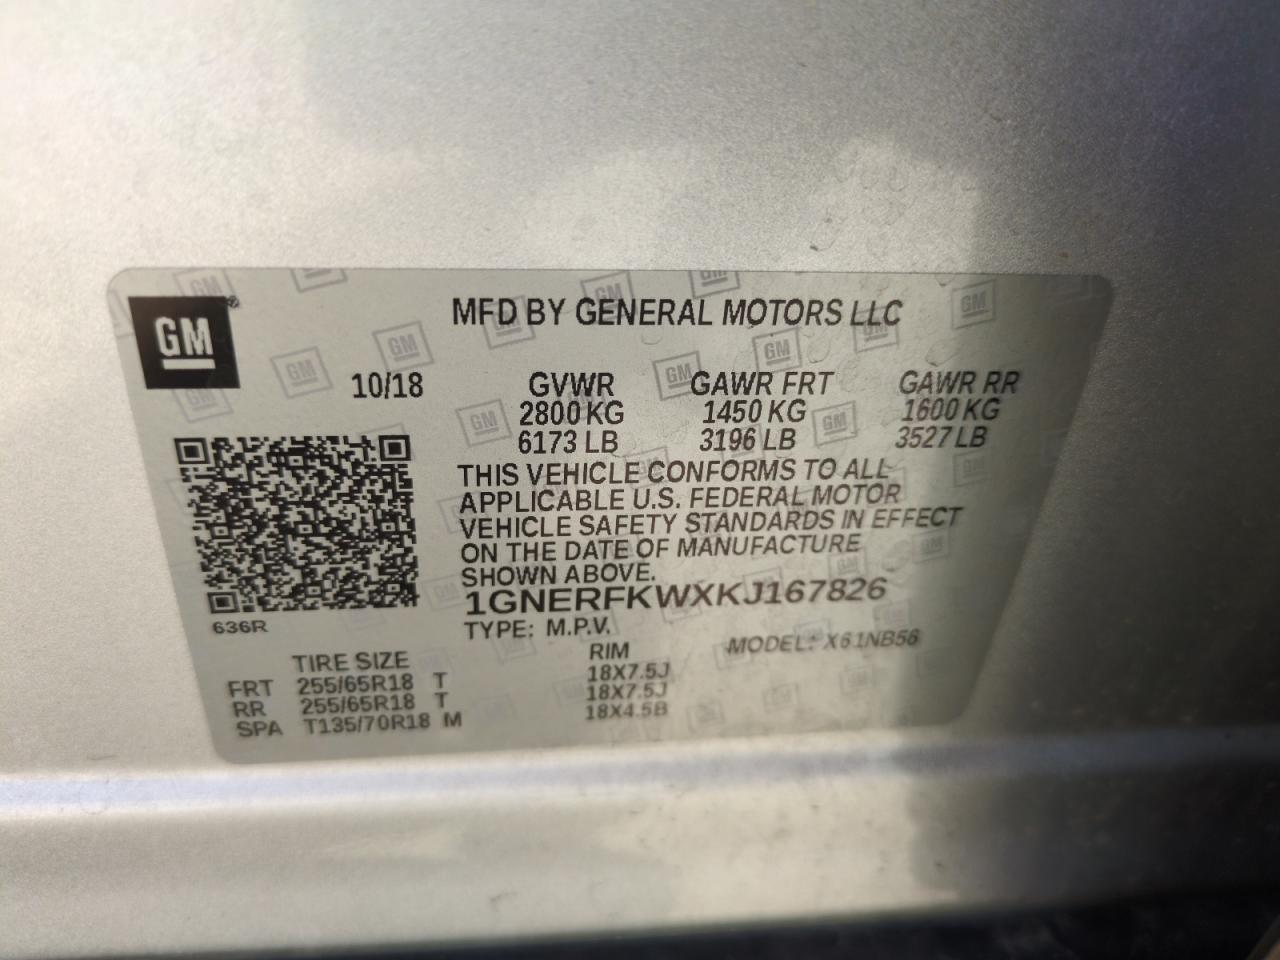 GM
MFD BY GENERAL MOTORS LLC
10/18 GVWR GAWR FRT GAWR RR
2800 KG 1450 KG 1600 KG
6173 LB 3196 LB 3527 LB
THIS VEHICLE CONFORMS TO ALL
APPLICABLE U.S. FEDERAL MOTOR
VEHICLE SAFETY STANDARDS IN EFFECT
ON THE DATE OF MANUFACTURE
SHOWN ABOVE.
1GNERFKWXKJ167826
636R
TYPE: M.P.V. MODEL: X61NB56
TIRE SIZE RIM
FRT 255/65R18 T 18X7.5J
RR 255/65R18 T 18X7.5J
SPA T135/70R18 M 18X4.5B